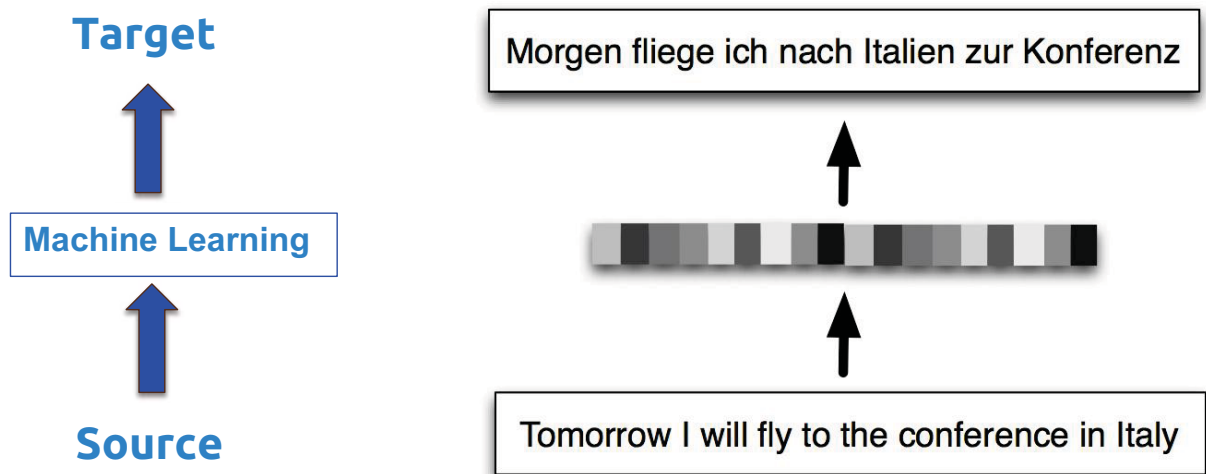 Target
Machine Learning
Source
Morgen fliege ich nach Italien zur Konferenz
Tomorrow I will fly to the conference in Italy